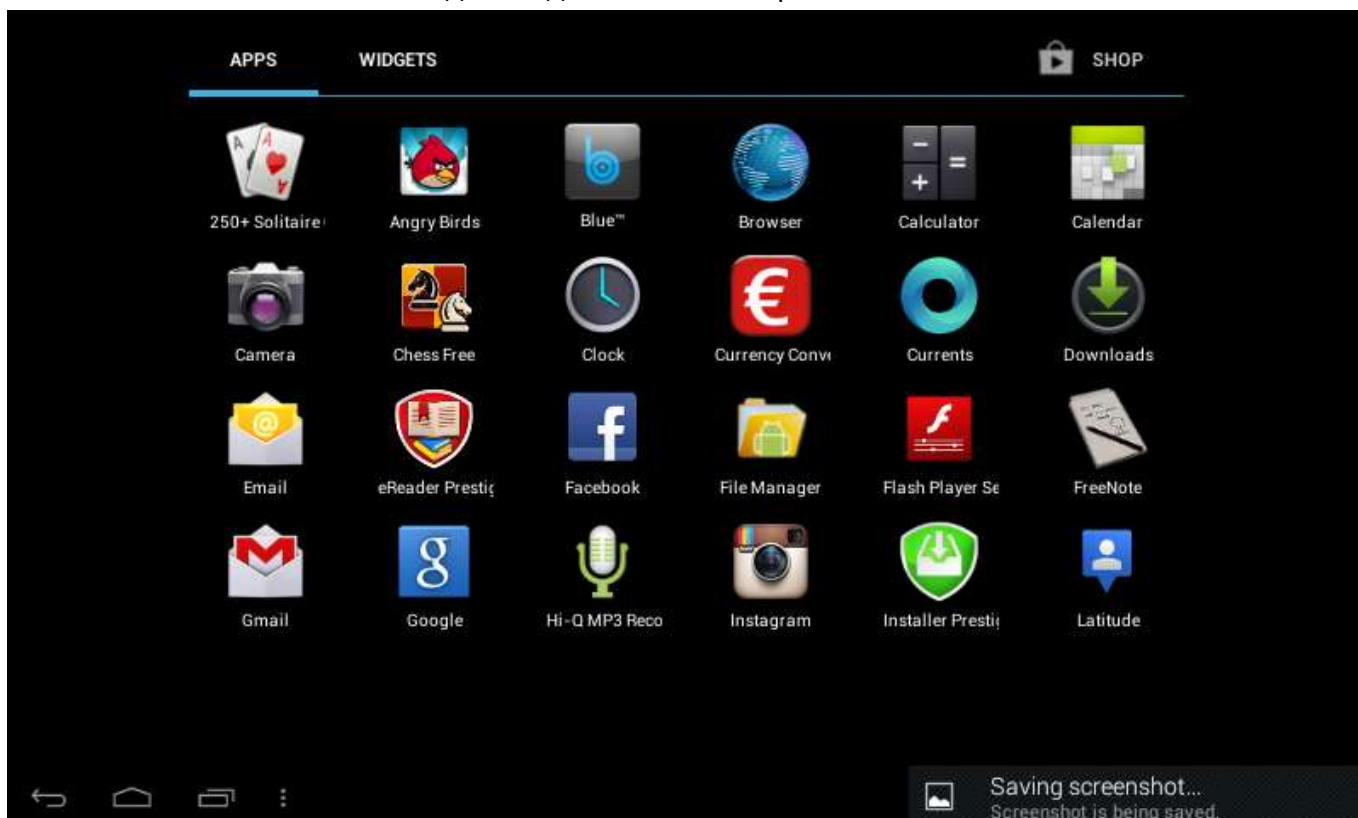 APPS WIDGETS SHOP
250+ Solitaire Angry Birds Blue™ Browser Calculator Calendar
Camera Chess Free Clock Currency Conv Currents Downloads
Email eReader Prestig Facebook File Manager Flash Player Se FreeNote
Gmail Google Hi-Q MP3 Reco Instagram Installer Prestig Latitude
Saving screenshot...
Screenshot is being saved.